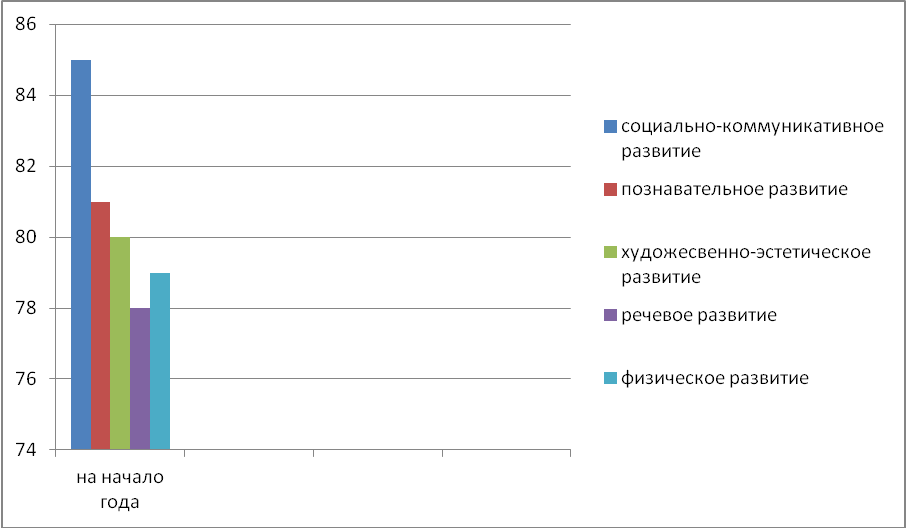 86
84
82
80
78
76
74
на начало
года
социально-коммуникативное
развитие
познавательное развитие
художесвенно-эстетическое
развитие
речевое развитие
физическое развитие